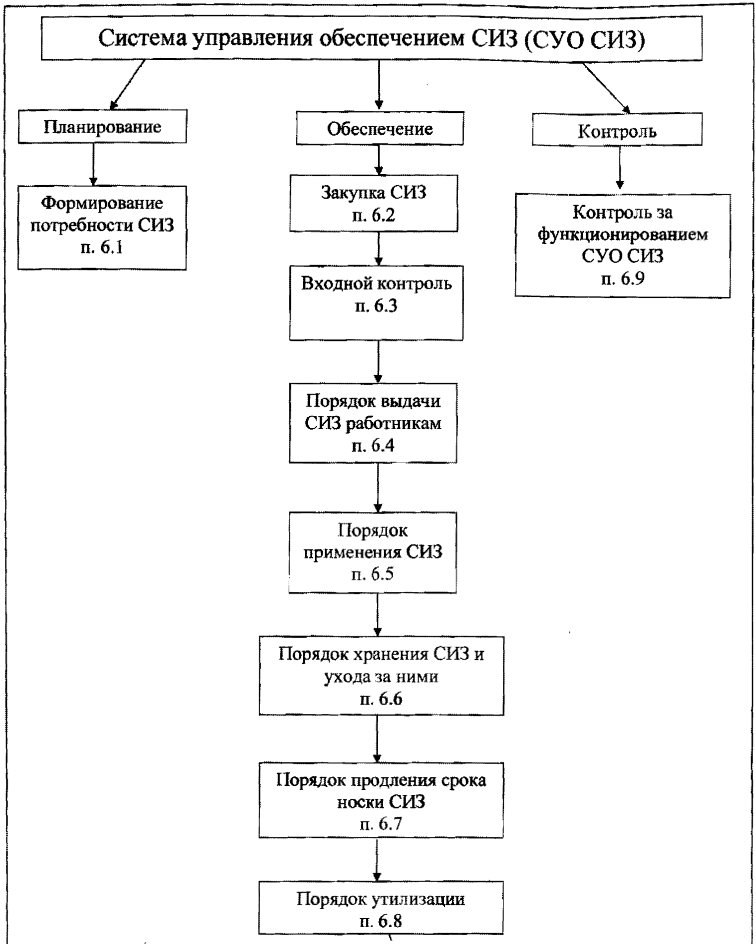 Система управления обеспечением СИЗ (СУО СИЗ)
Планирование
Обеспечение
Контроль
Формирование
потребности СИЗ
п. 6.1
Закупка СИЗ
п. 6.2
Входной контроль
п. 6.3
Порядок выдачи
СИЗ работникам
п. 6.4
Порядок
применения СИЗ
п. 6.5
Порядок хранения СИЗ и
ухода за ними
п. 6.6
Порядок продления срока
носки СИЗ
п. 6.7
Порядок утилизации
п. 6.8
Контроль за
функционированием
СУО СИЗ
п. 6.9